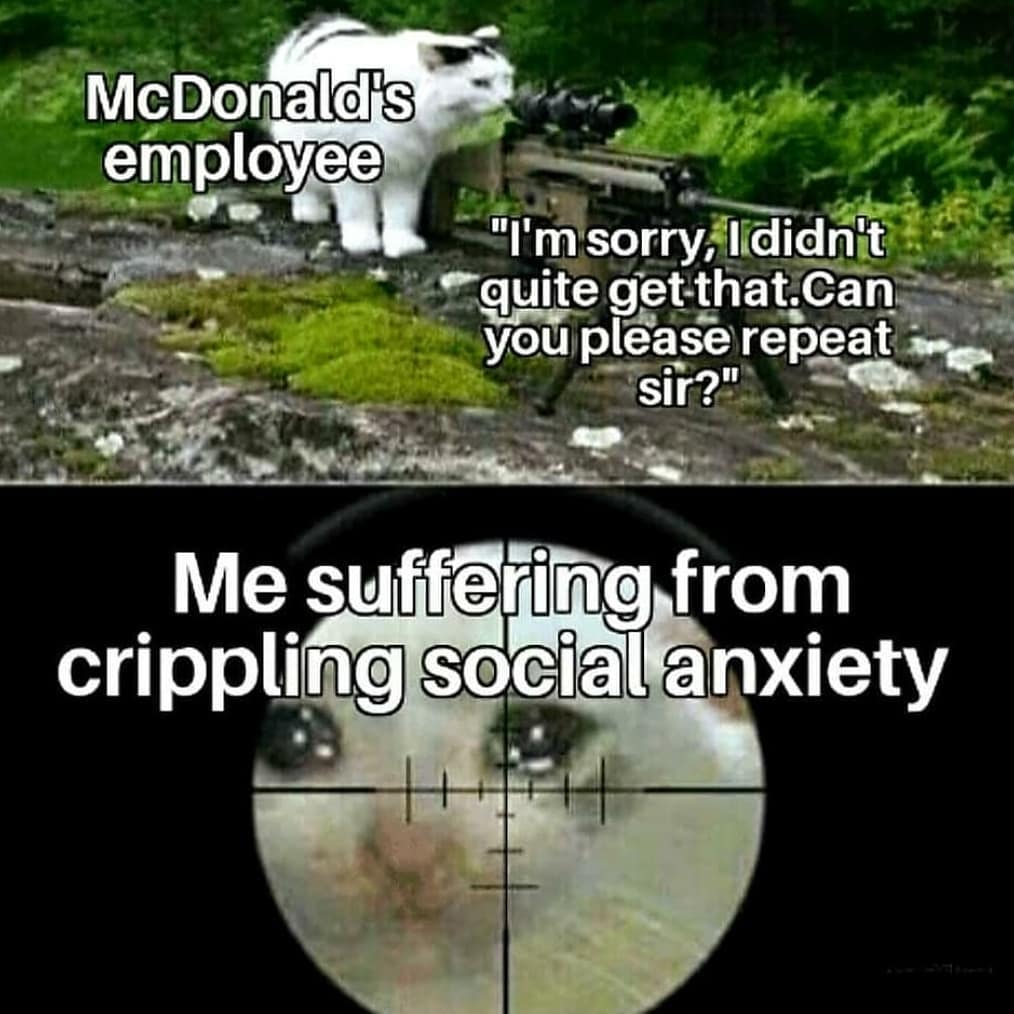 McDonald's
employee
"I'm sorry, I didn't
quite get that.Can
you please repeat
sir?"
Me suffering from
crippling social anxiety